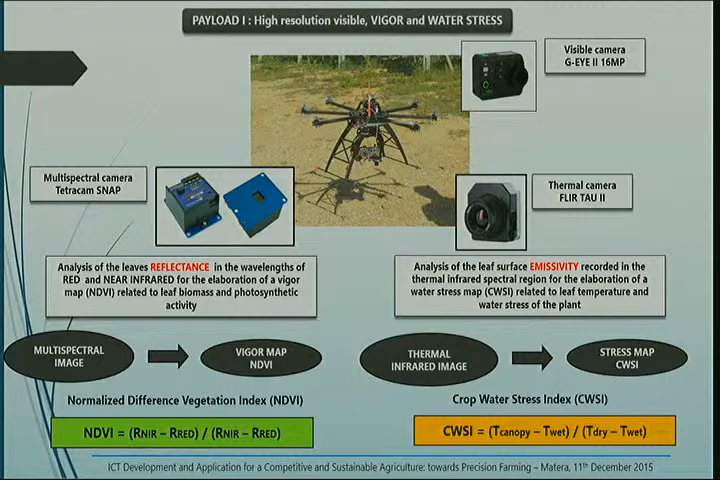 PAYLOAD I : High resolution visible, VIGOR and WATER STRESS
Visible camera
G-EYE II 16MP
Multispectral camera
Tetracam SNAP
Thermal camera
FLIR TAU II
Analysis of the leaves REFLECTANCE in the wavelengths of
RED and NEAR INFRARED for the elaboration of a vigor
map (NDVI) related to leaf biomass and photosynthetic
activity
Analysis of the leaf surface EMISSIVITY recorded in the
thermal infrared spectral region for the elaboration of a
water stress map (CWSI) related to leaf temperature and
water stress of the plant
MULTISPECTRAL
IMAGE
VIGOR MAP
NDVI
THERMAL
INFRARED IMAGE
STRESS MAP
CWSI
Normalized Difference Vegetation Index (NDVI)
Crop Water Stress Index (CWSI)
NDVI = (RNIR – RRED) / (RNIR – RRED)
CWSI = (Tcanopy – Twet) / (Tdry – Twet)
ICT Development and Application for a Competitive and Sustainable Agriculture: towards Precision Farming – Matera, 11th December 2015